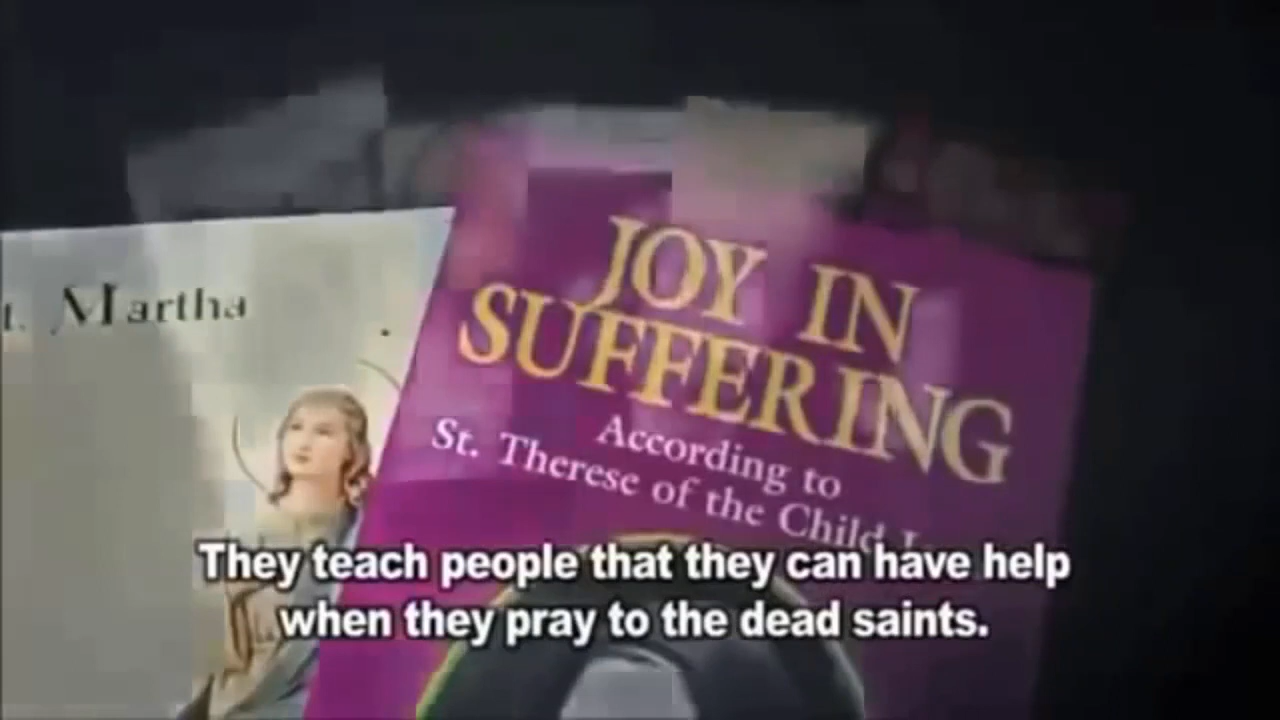 t. Martha
JOY IN
SUFFERING
According to
St. Therese of the Child
They teach people that they can have help
when they pray to the dead saints.